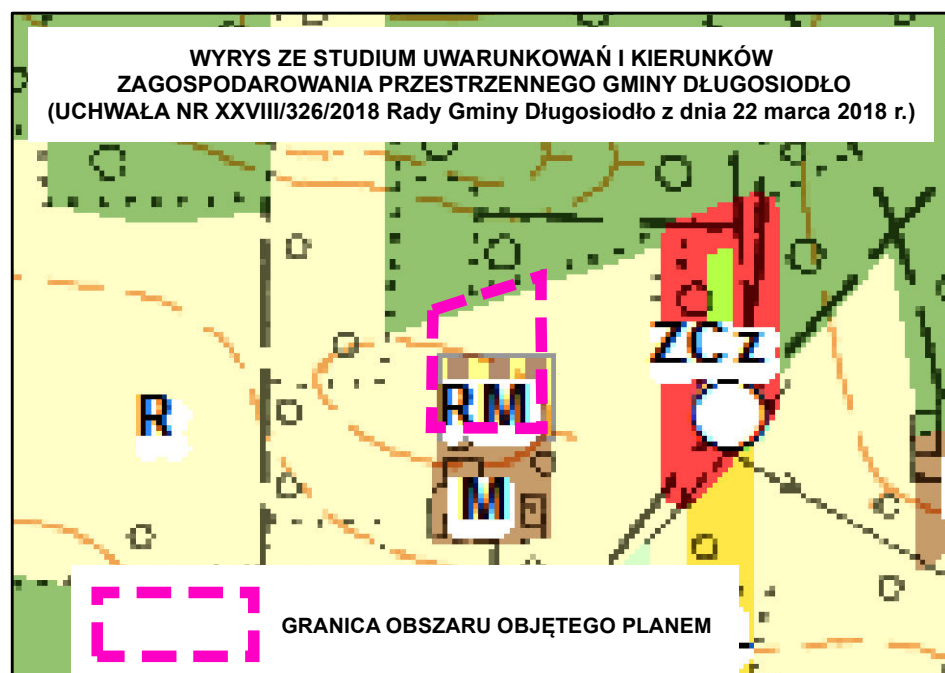 WYRYS ZE STUDIUM UWARUNKOWAŃ I KIERUNKÓW
ZAGOSPODAROWANIA PRZESTRZENNEGO GMINY DŁUGOSIODŁO
(UCHWAŁA NR XXVIII/326/2018 Rady Gminy Długosiodło z dnia 22 marca 2018 r.)
ZC z
R
RM
M
GRANICA OBSZARU OBJĘTEGO PLANEM